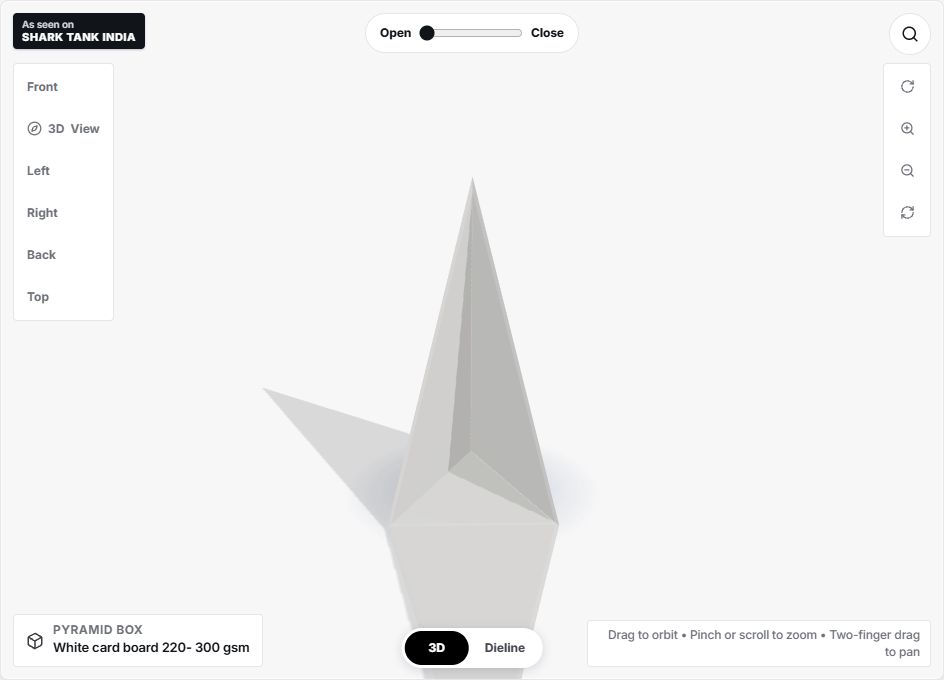 As seen on
SHARK TANK INDIA
Open
Close
Front
3D View
Left
Right
Back
Top
PYRAMID BOX
White card board 220- 300 gsm
3D
Dieline
Drag to orbit • Pinch or scroll to zoom • Two-finger drag
to pan